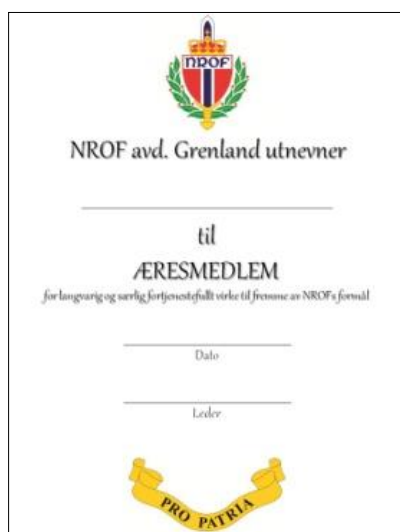 NROF
NROF avd. Grenland utnevner
til
ÆRESMEDLEM
for langvarig og særlig fortjenestefullt virke til fremme av NROFs formål
Dato
Leder
PRO PATRIA